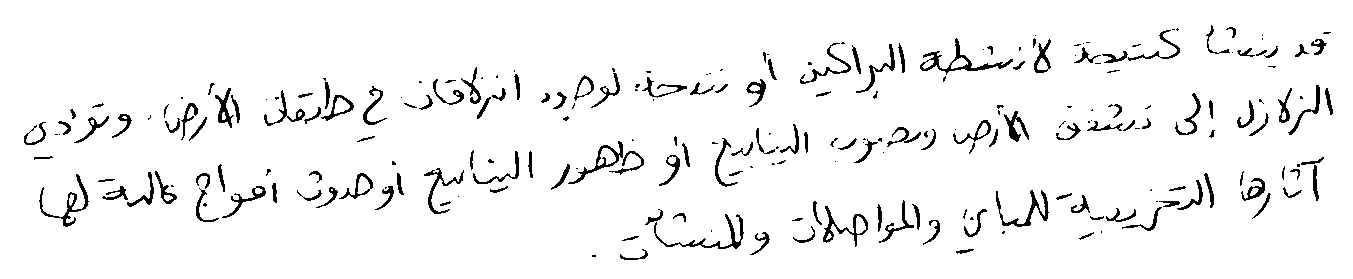 قد ينشأ كنتيجة لأنشطة البراكين أو نتيجة لوجود انزلاقات في طبقات الأرض. وتؤدي
الزلازل إلى تشقق الأرض ونضوب الينابيع أو ظهور الينابيع أو حدوث أمواج عالية لها
آثارها التخريبية للمباني والمواصلات والمنشآت.